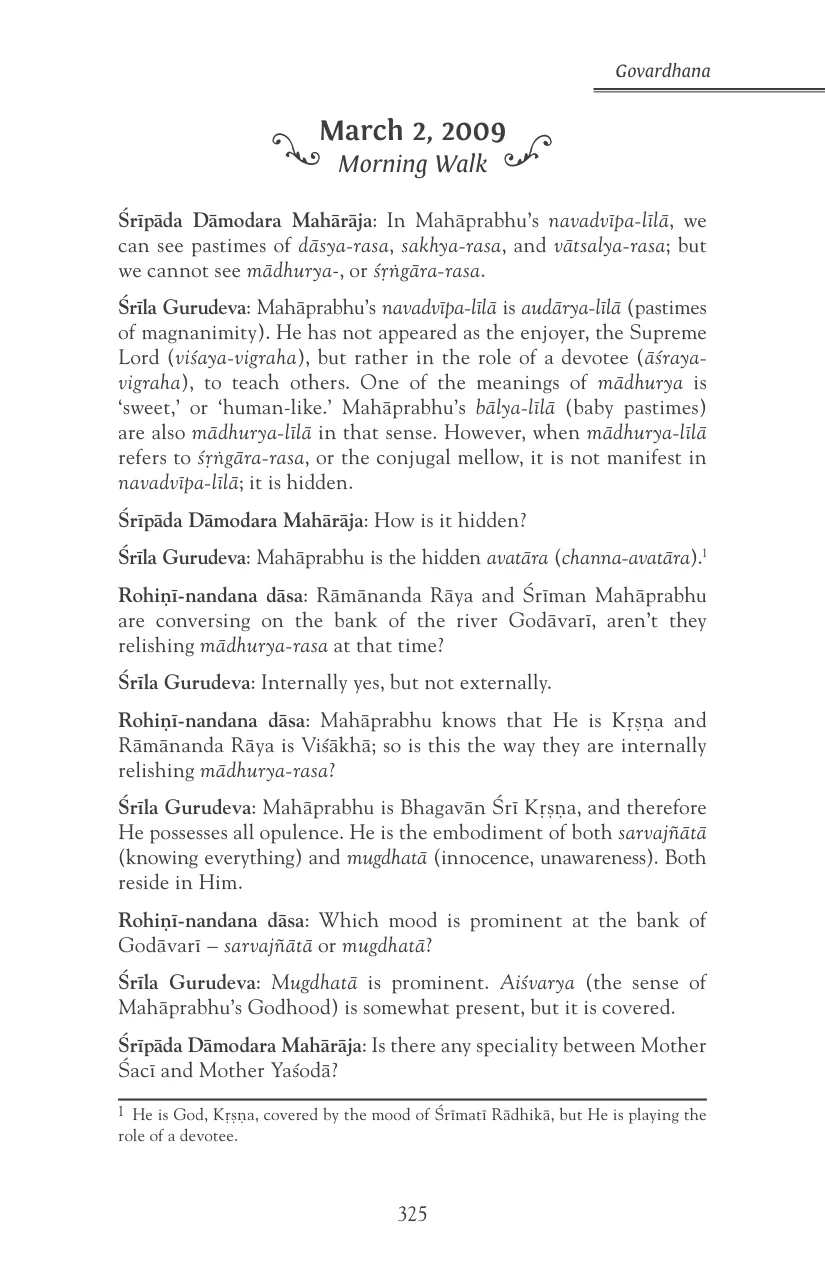 Govardhana
March 2, 2009
Morning Walk
Śrīpāda Dāmodara Mahārāja: In Mahāprabhu’s navadvīpa-līlā, we
can see pastimes of dāsya-rasa, sakhya-rasa, and vātsalya-rasa; but
we cannot see mādhurya-, or śṛṅgāra-rasa.
Śrīla Gurudeva: Mahāprabhu’s navadvīpa-līlā is audārya-līlā (pastimes
of magnanimity). He has not appeared as the enjoyer, the Supreme
Lord (viśaya-vigraha), but rather in the role of a devotee (āśraya-
vigraha), to teach others. One of the meanings of mādhurya is
‘sweet,’ or ‘human-like.’ Mahāprabhu’s bālya-līlā (baby pastimes)
are also mādhurya-līlā in that sense. However, when mādhurya-līlā
refers to śṛṅgāra-rasa, or the conjugal mellow, it is not manifest in
navadvīpa-līlā; it is hidden.
Śrīpāda Dāmodara Mahārāja: How is it hidden?
Śrīla Gurudeva: Mahāprabhu is the hidden avatāra (channa-avatāra).1
Rohiṇī-nandana dāsa: Rāmānanda Rāya and Śrīman Mahāprabhu
are conversing on the bank of the river Godāvarī, aren’t they
relishing mādhurya-rasa at that time?
Śrīla Gurudeva: Internally yes, but not externally.
Rohiṇī-nandana dāsa: Mahāprabhu knows that He is Kṛṣṇa and
Rāmānanda Rāya is Viśākhā; so is this the way they are internally
relishing mādhurya-rasa?
Śrīla Gurudeva: Mahāprabhu is Bhagavān Śrī Kṛṣṇa, and therefore
He possesses all opulence. He is the embodiment of both sarvajñātā
(knowing everything) and mugdhatā (innocence, unawareness). Both
reside in Him.
Rohiṇī-nandana dāsa: Which mood is prominent at the bank of
Godāvarī – sarvajñātā or mugdhatā?
Śrīla Gurudeva: Mugdhatā is prominent. Aiśvarya (the sense of
Mahāprabhu’s Godhood) is somewhat present, but it is covered.
Śrīpāda Dāmodara Mahārāja: Is there any speciality between Mother
Śacī and Mother Yaśodā?
1 He is God, Kṛṣṇa, covered by the mood of Śrīmatī Rādhikā, but He is playing the
role of a devotee.
325